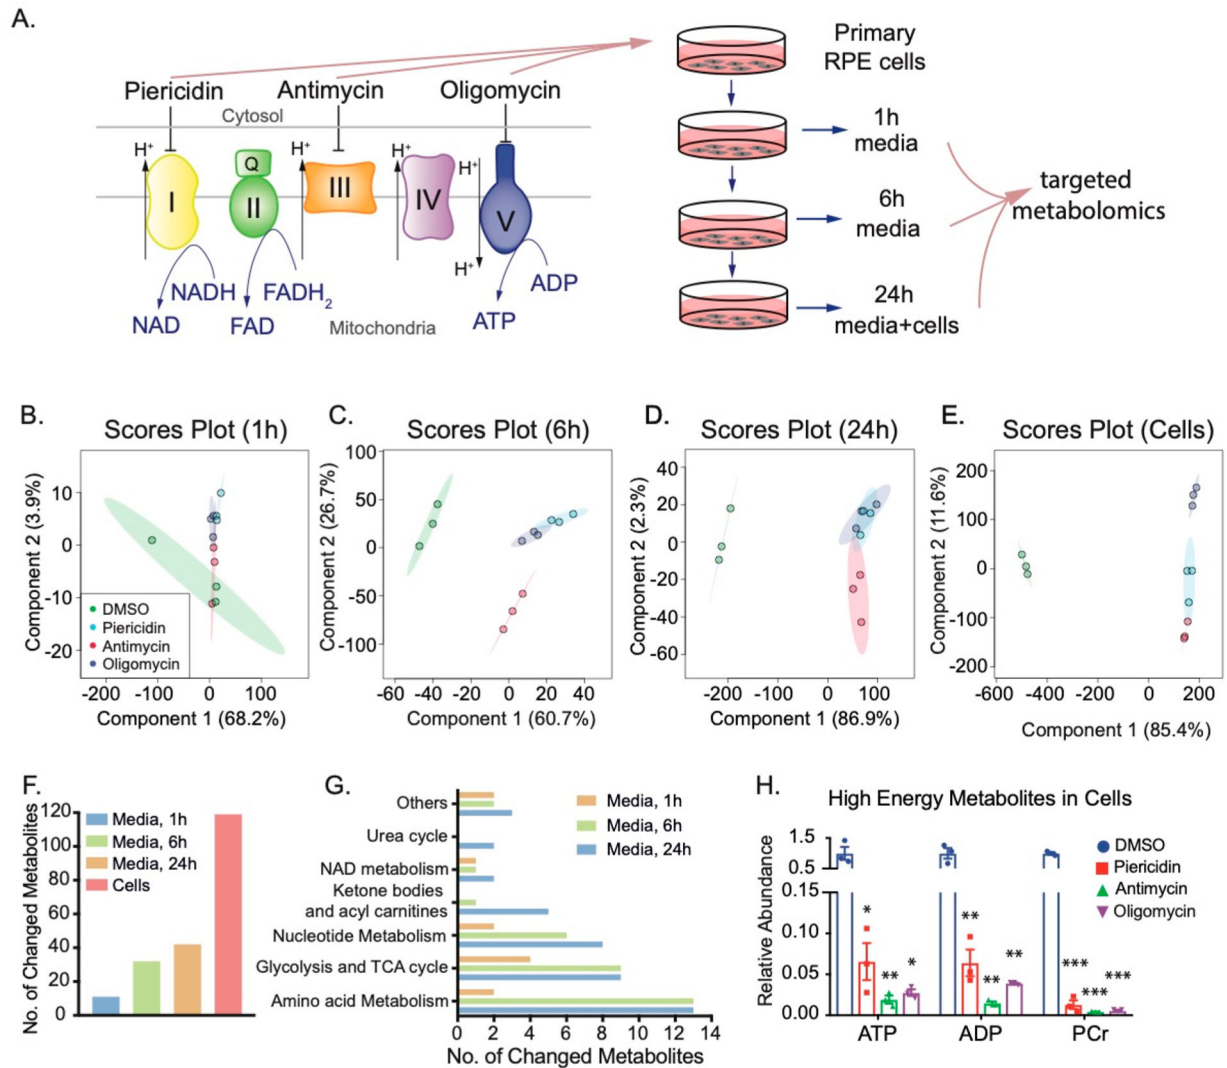 A.
Piericidin
Antimycin
Oligomycin
Cytosol
H+
H+
H+
H+
H+
I
Q
II
III
IV
V
NADH
NAD
FADH2
FAD
Mitochondria
ADP
ATP
Primary
RPE cells
1h
media
6h
media
24h
media+cells
targeted
metabolomics
B.
Scores Plot (1h)
Component 2 (3.9%)
10
0
-10
-20
DMSO
Piericidin
Antimycin
Oligomycin
-200 -100 0 100
Component 1 (68.2%)
C.
Scores Plot (6h)
Component 2 (26.7%)
100
50
0
-50
-100
-60 -40 -20 0 20 40
Component 1 (60.7%)
D.
Scores Plot (24h)
Component 2 (2.3%)
40
20
0
-20
-40
-60
-200 -100 0 100
Component 1 (86.9%)
E.
Scores Plot (Cells)
Component 2 (11.6%)
200
100
0
-100
-200
-600 -400 -200 0 200
Component 1 (85.4%)
F.
No. of Changed Metabolites
120
100
80
60
40
20
0
Media, 1h
Media, 6h
Media, 24h
Cells
G.
Others
Urea cycle
NAD metabolism
Ketone bodies
and acyl carnitines
Nucleotide Metabolism
Glycolysis and TCA cycle
Amino acid Metabolism
Media, 1h
Media, 6h
Media, 24h
0 2 4 6 8 10 12 14
No. of Changed Metabolites
H.
High Energy Metabolites in Cells
Relative Abundance
1.5
0.5
0.15
0.10
0.05
0.00
* ** *
** ** **
*** *** ***
DMSO
Piericidin
Antimycin
Oligomycin
ATP ADP PCr